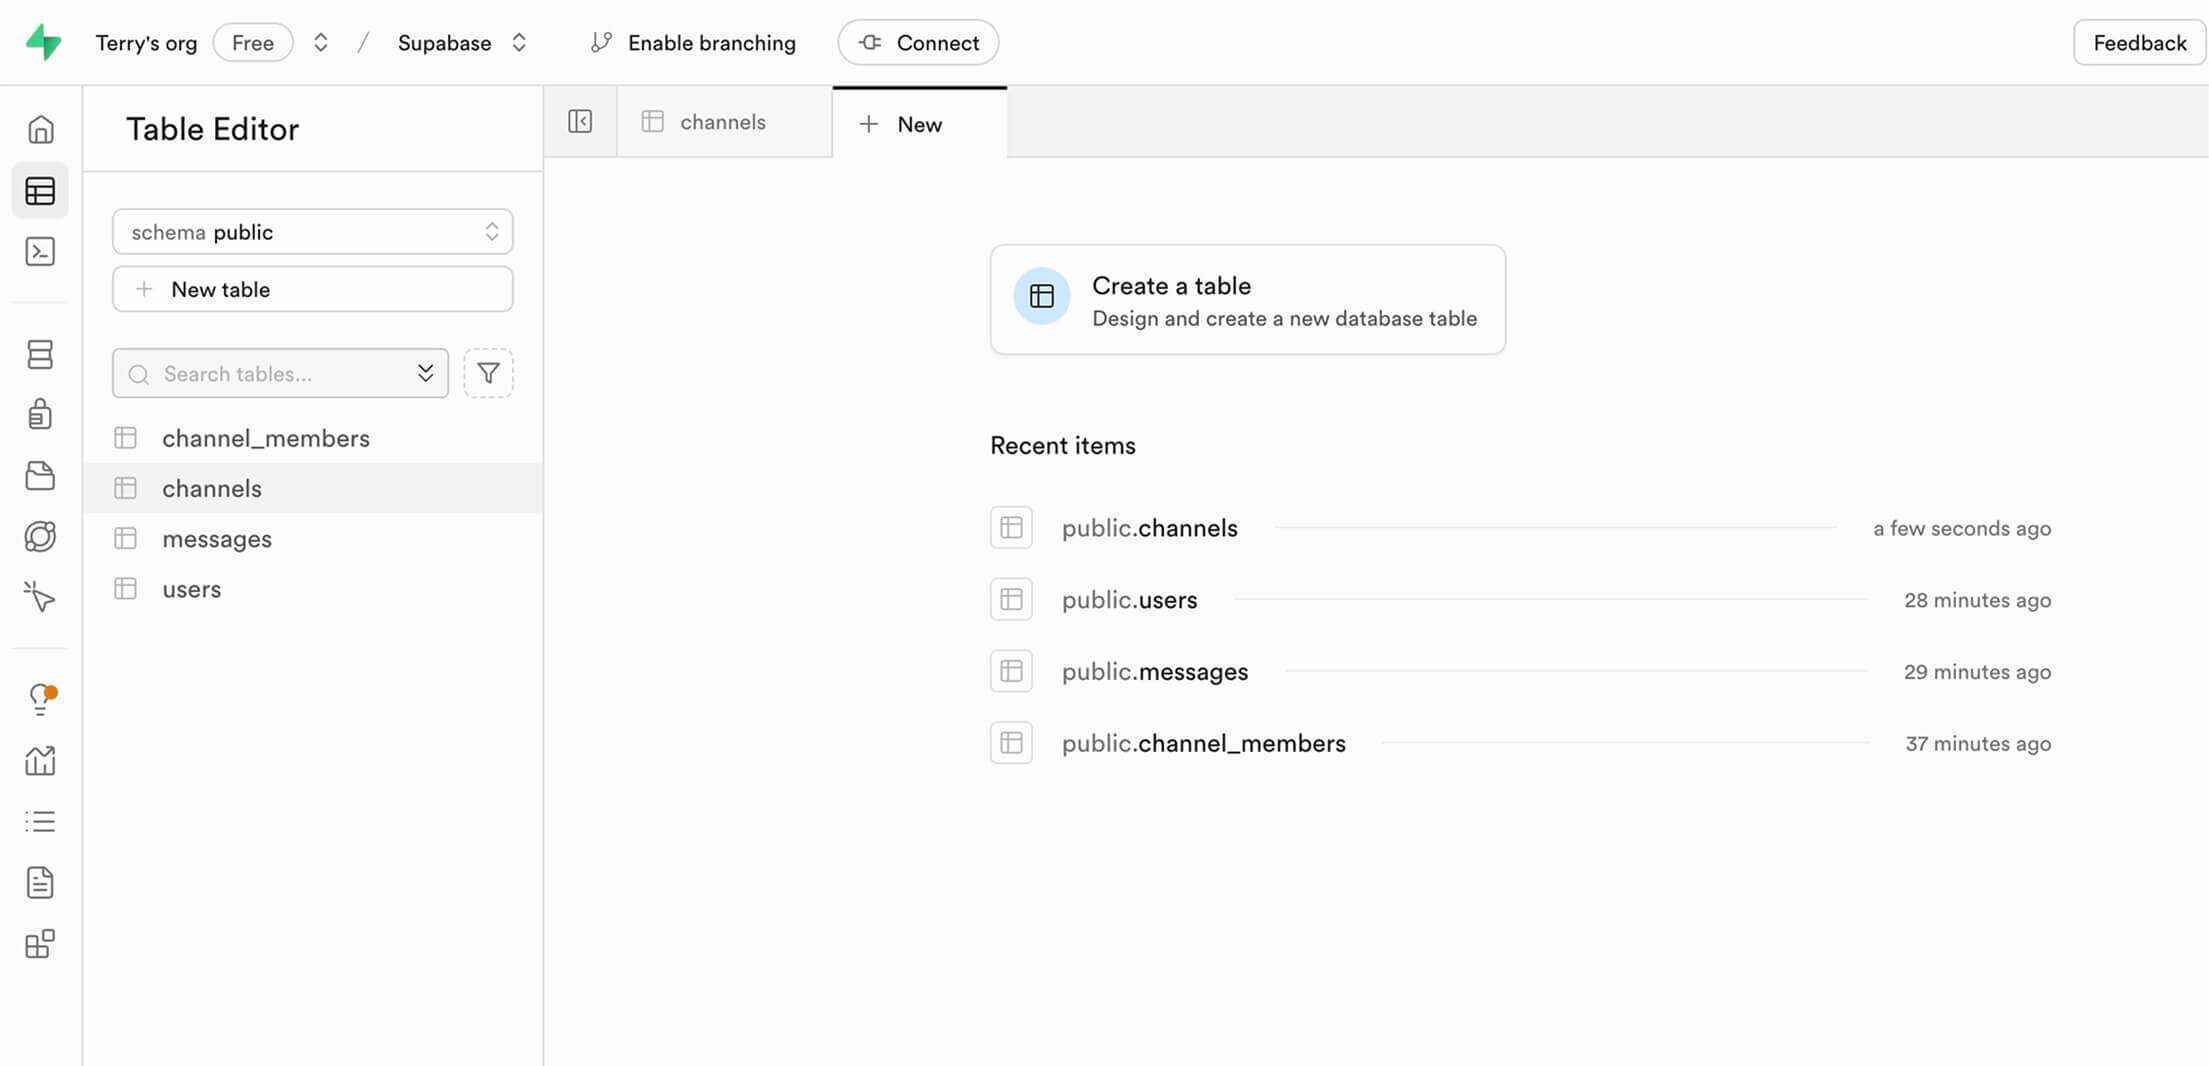 Terry's org Free / Supabase Enable branching Connect Feedback
Table Editor
channels + New
schema public
+ New table
Search tables...
channel_members
channels
messages
users
Create a table
Design and create a new database table
Recent items
public.channels a few seconds ago
public.users 28 minutes ago
public.messages 29 minutes ago
public.channel_members 37 minutes ago